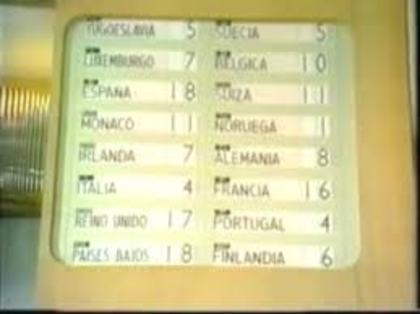 YUGOESLAVIA 5 SUECIA 5
LUXEMBURGO 7 BELGICA 10
ESPAÑA 18 SUIZA 11
MONACO 11 NORUEGA 1
IRLANDA 7 ALEMANIA 8
ITALIA 4 FRANCIA 16
REINO UNIDO 17 PORTUGAL 4
PAISES BAJOS 18 FINLANDIA 6